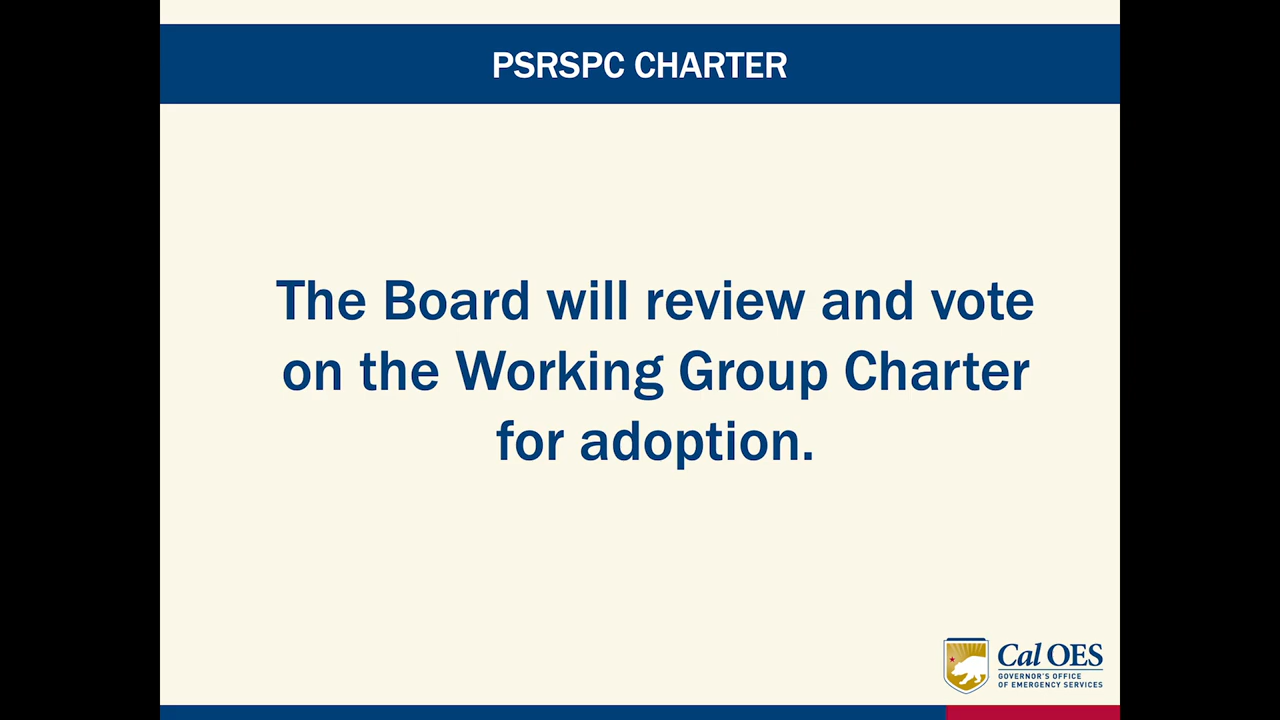 PSRSPC CHARTER
The Board will review and vote
on the Working Group Charter
for adoption.
Cal OES
GOVERNOR'S OFFICE
OF EMERGENCY SERVICES